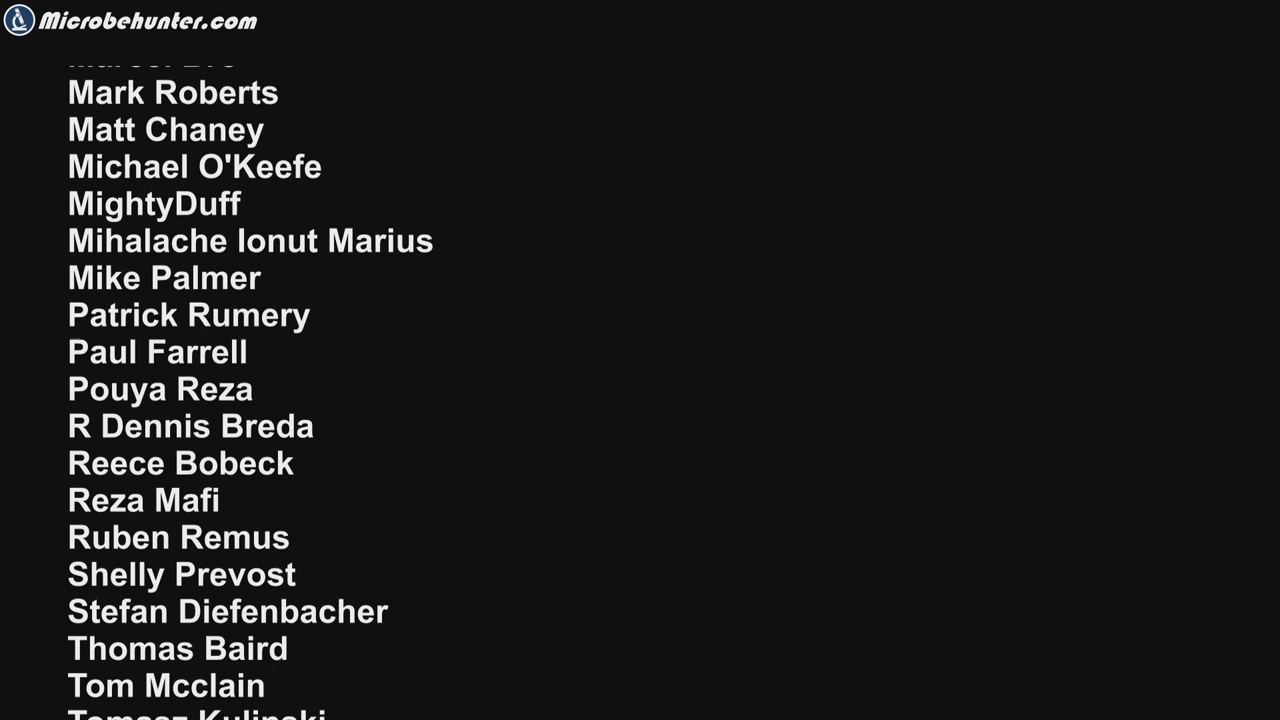 Microbehunter.com
Mark Roberts
Matt Chaney
Michael O'Keefe
MightyDuff
Mihalache Ionut Marius
Mike Palmer
Patrick Rumery
Paul Farrell
Pouya Reza
R Dennis Breda
Reece Bobeck
Reza Mafi
Ruben Remus
Shelly Prevost
Stefan Diefenbacher
Thomas Baird
Tom Mcclain